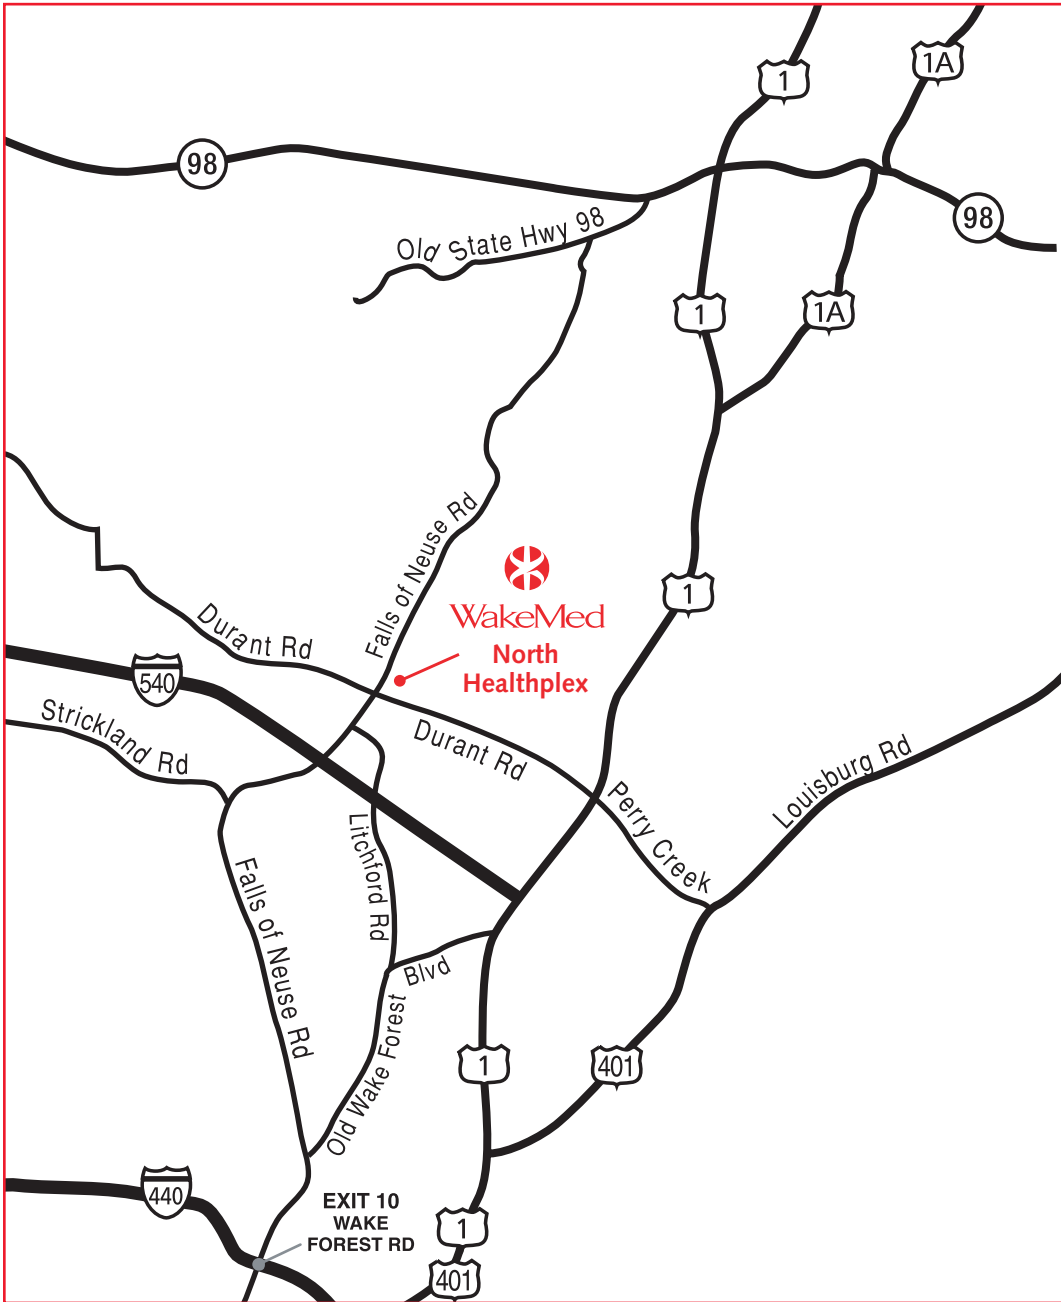 1
1A
98
98
Old State Hwy 98
1
1A
Falls of Neuse Rd
WakeMed
North
Healthplex
1
Durant Rd
540
Strickland Rd
Durant Rd
Perry Creek
Louisburg Rd
Litchford Rd
Falls of Neuse Rd
Old Wake Forest Blvd
1
401
440
EXIT 10
WAKE
FOREST RD
1
401